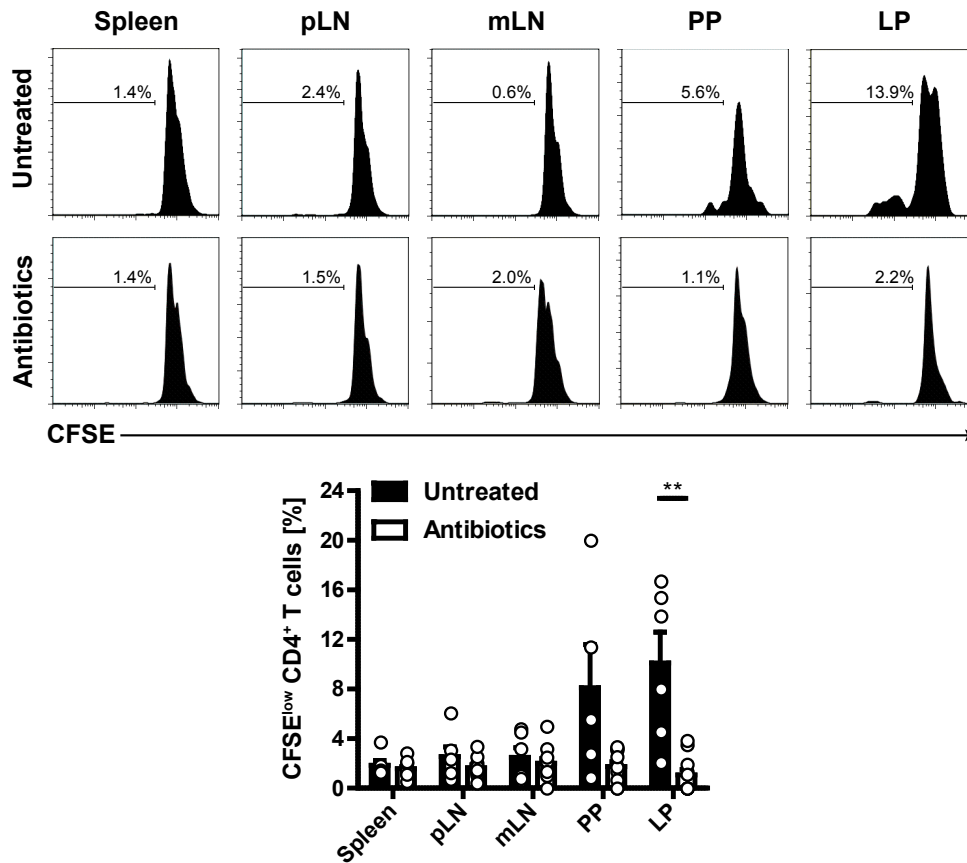 Spleen pLN mLN PP LP
Untreated
1.4% 2.4% 0.6% 5.6% 13.9%
Antibiotics
1.4% 1.5% 2.0% 1.1% 2.2%
CFSE
CFSElow CD4+ T cells [%]
24
20
16
12
8
4
0
Untreated
Antibiotics
**
Spleen pLN mLN PP LP